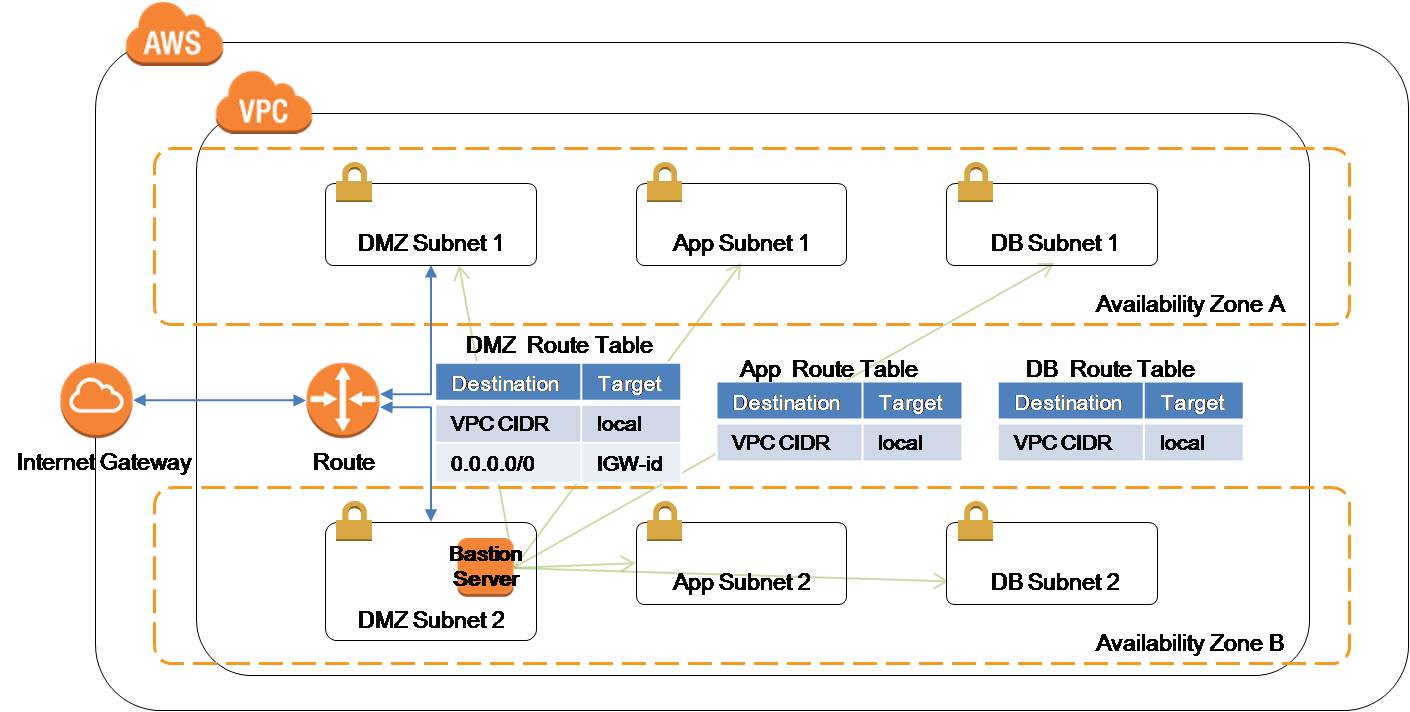 AWS
VPC
DMZ Subnet 1
App Subnet 1
DB Subnet 1
Availability Zone A
DMZ Route Table
Destination Target
VPC CIDR local
0.0.0.0/0 IGW-id
App Route Table
Destination Target
VPC CIDR local
DB Route Table
Destination Target
VPC CIDR local
Internet Gateway
Route
Bastion
Server
DMZ Subnet 2
App Subnet 2
DB Subnet 2
Availability Zone B